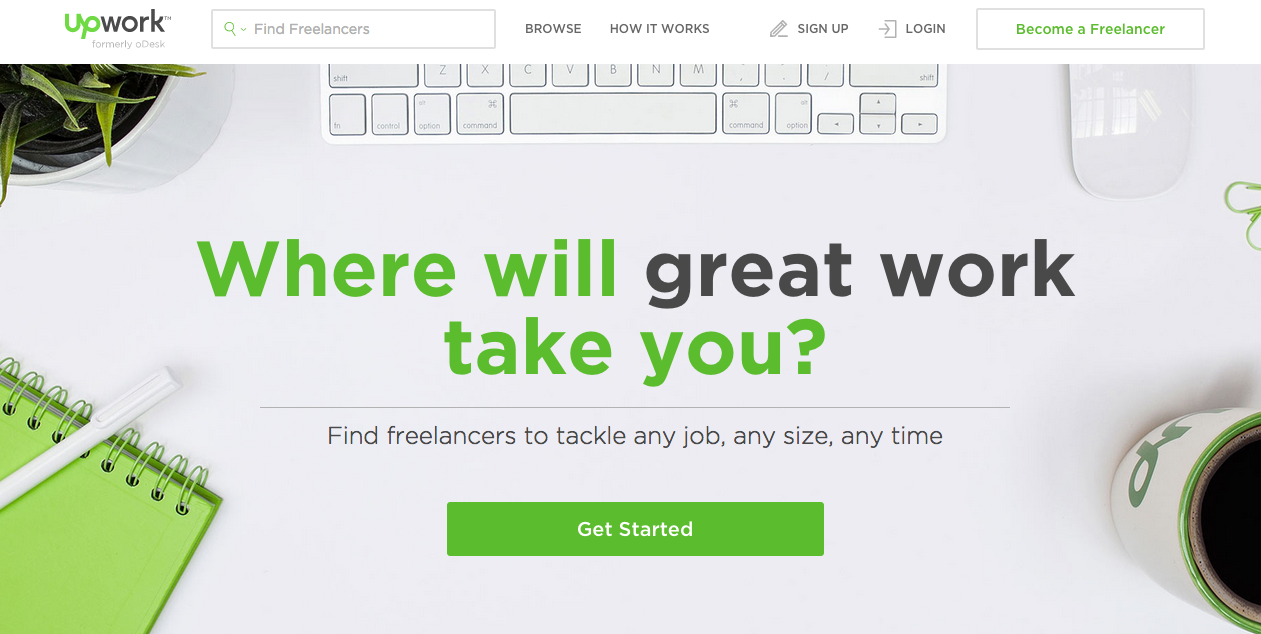 Upwork™
formerly oDesk
Find Freelancers
BROWSE
HOW IT WORKS
SIGN UP
LOGIN
Become a Freelancer
shift Z X C V B N M , . / shift
fn control alt option ⌘ command ⌘ command alt option ◄ ▲ ▼ ►
Where will great work
take you?
Find freelancers to tackle any job, any size, any time
Get Started